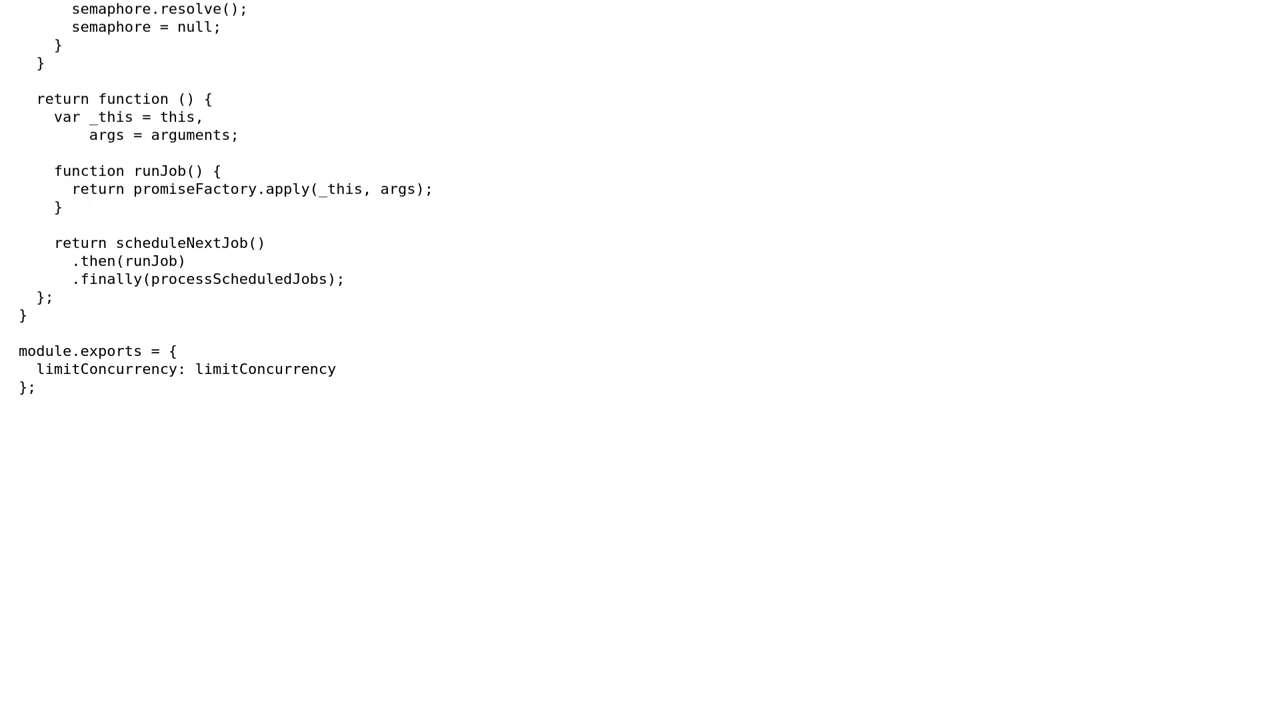 semaphore.resolve();
      semaphore = null;
    }
  }

  return function () {
    var _this = this,
        args = arguments;

    function runJob() {
      return promiseFactory.apply(_this, args);
    }

    return scheduleNextJob()
      .then(runJob)
      .finally(processScheduledJobs);
  };
}

module.exports = {
  limitConcurrency: limitConcurrency
};